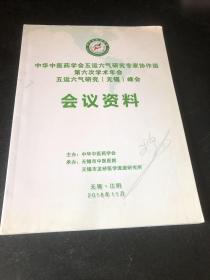 中华中医药学会五运六气研究专家协作组
第六次学术年会
五运六气研究（无锡）峰会
会议资料
主办：中华中医药学会
承办：无锡市中医医院
无锡市龙砂医学流派研究所
无锡·江阴
2018年11月